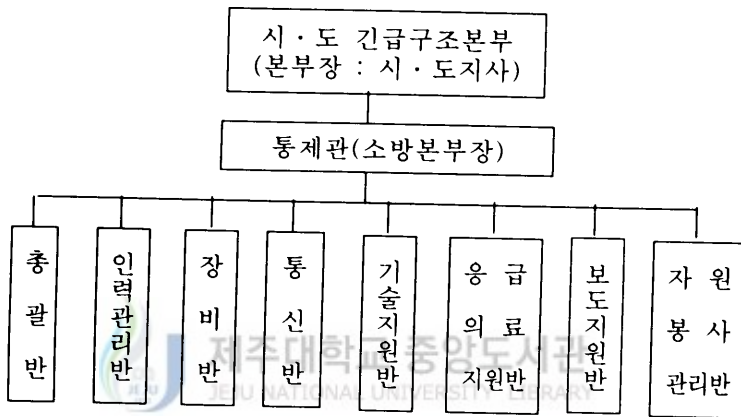 시·도 긴급구조본부
(본부장 : 시·도지사)
통제관(소방본부장)
총괄반
인력관리반
장비반
통신반
기술지원반
응급의료지원반
보도지원반
자원봉사관리반
제주대학교 중앙도서관
JEJU NATIONAL UNIVERSITY LIBRARY
JEJU